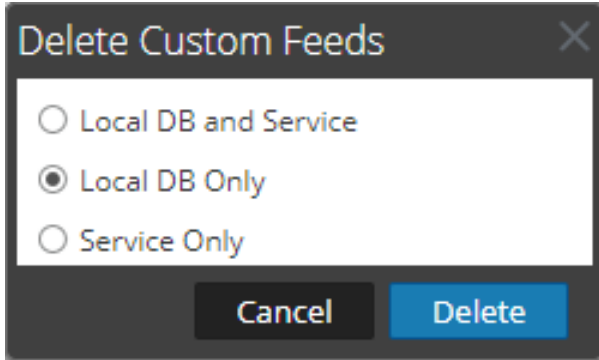 Delete Custom Feeds
Local DB and Service
Local DB Only
Service Only
Cancel Delete